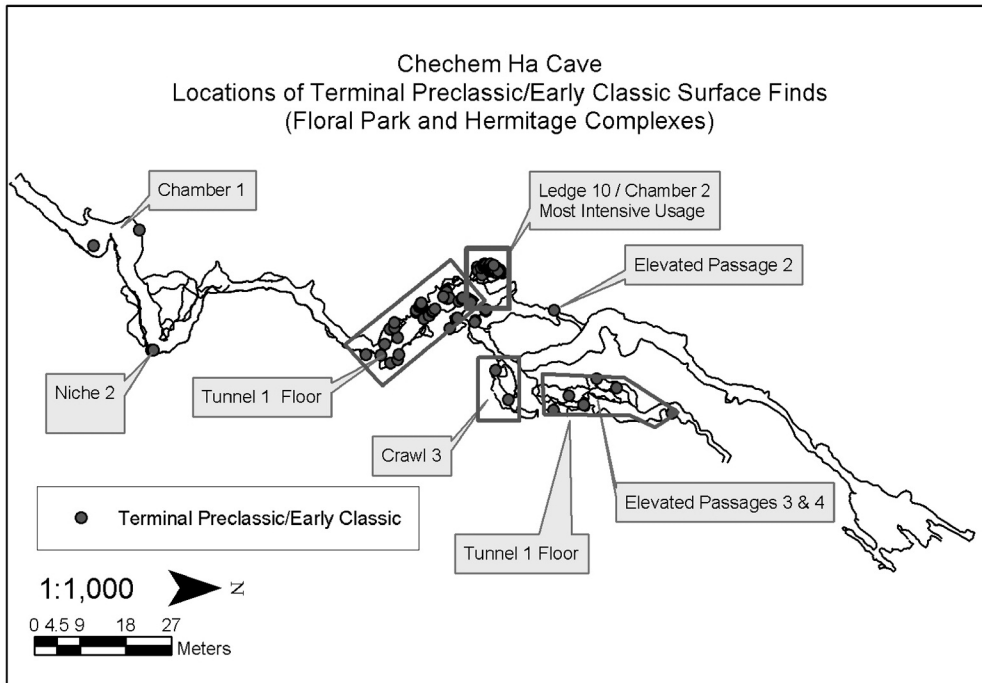 Chechem Ha Cave
Locations of Terminal Preclassic/Early Classic Surface Finds
(Floral Park and Hermitage Complexes)
Chamber 1
Ledge 10 / Chamber 2
Most Intensive Usage
Elevated Passage 2
Niche 2
Tunnel 1 Floor
Crawl 3
Elevated Passages 3 & 4
Tunnel 1 Floor
Terminal Preclassic/Early Classic
1:1,000
N
0 4.5 9 18 27
Meters